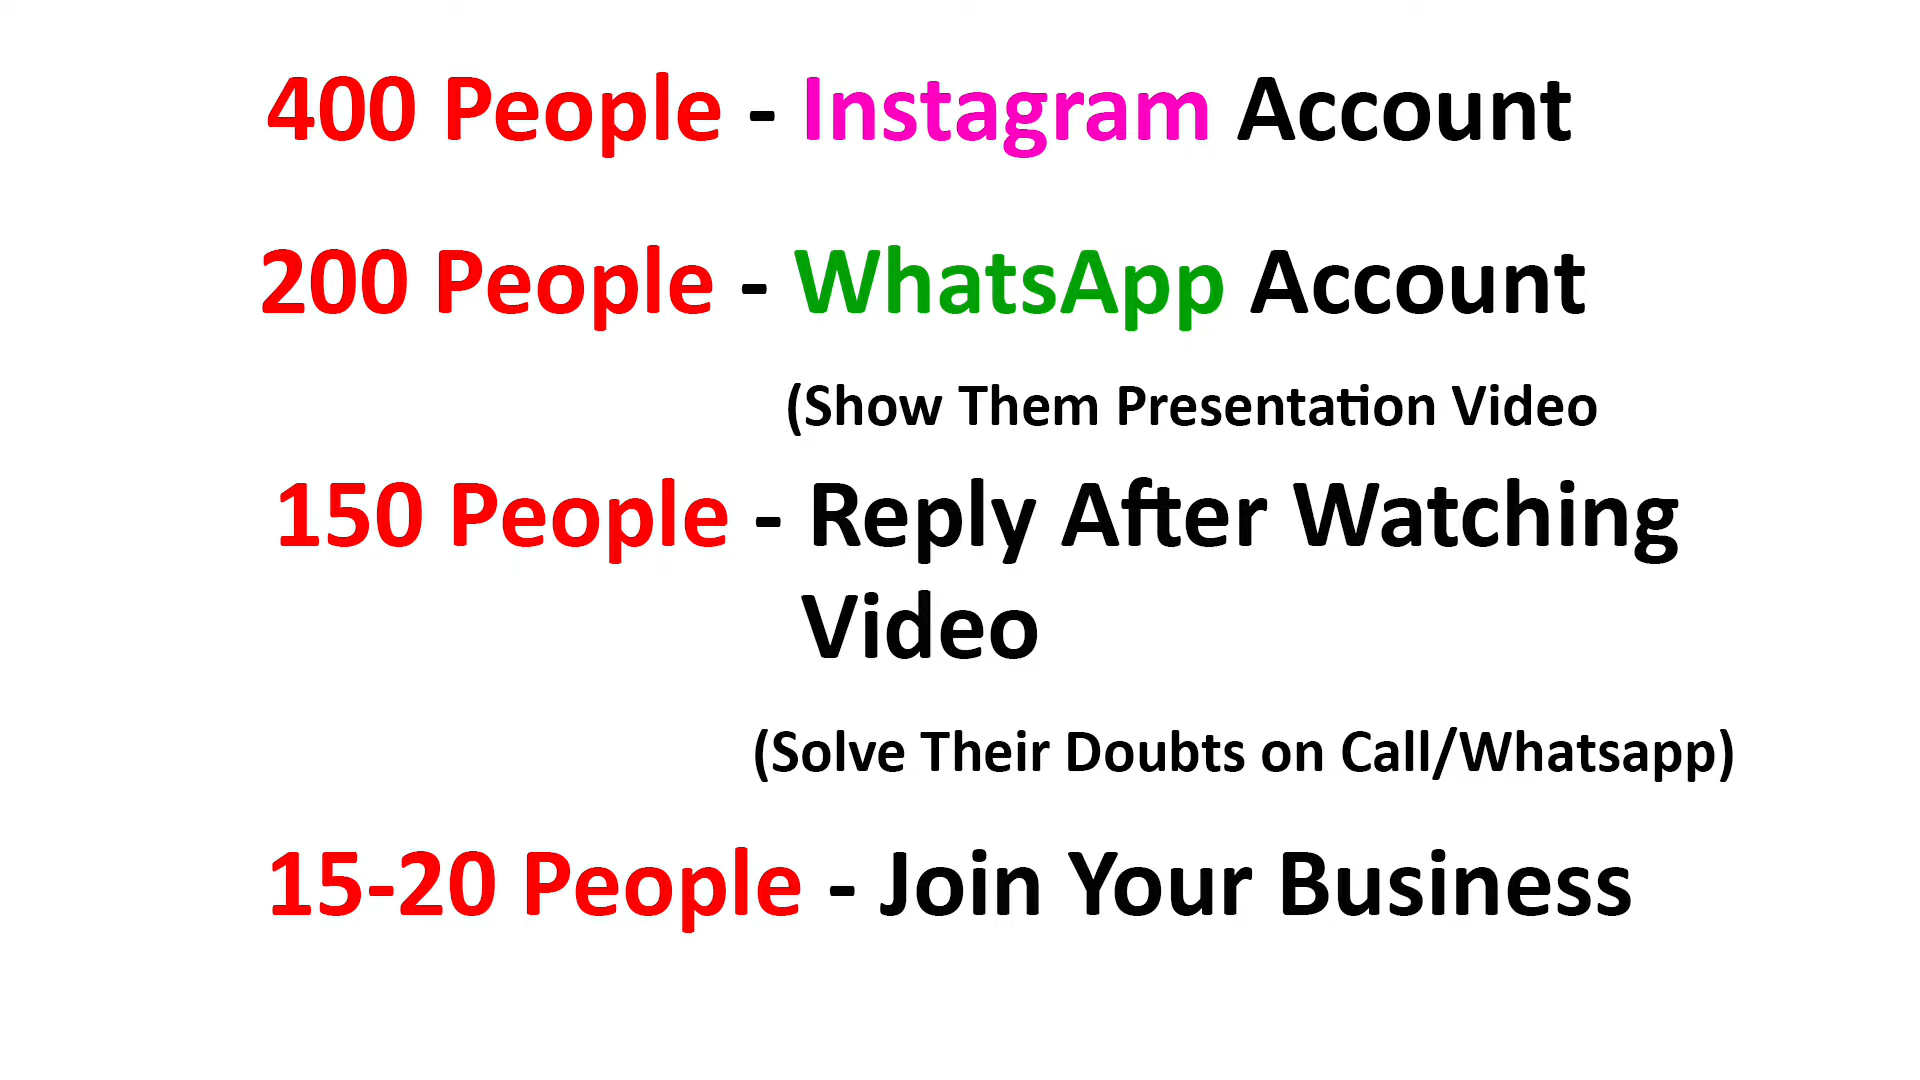 400 People - Instagram Account
200 People - WhatsApp Account
(Show Them Presentation Video
150 People - Reply After Watching
Video
(Solve Their Doubts on Call/Whatsapp)
15-20 People - Join Your Business